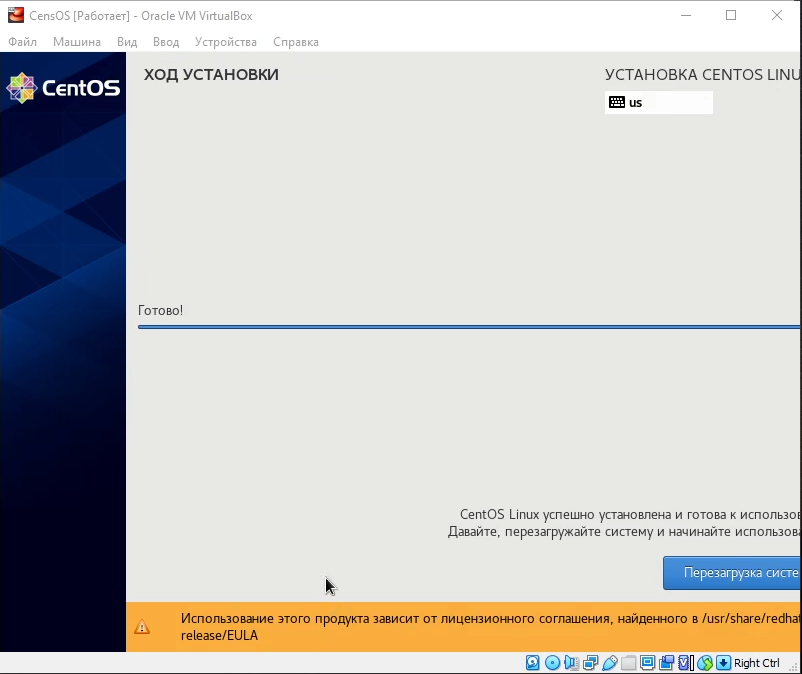 CensOS [Работает] - Oracle VM VirtualBox
Файл Машина Вид Ввод Устройства Справка
CentOS
ХОД УСТАНОВКИ
УСТАНОВКА CENTOS LINU
us
Готово!
CentOS Linux успешно установлена и готова к использов
Давайте, перезагружайте систему и начинайте использова
Перезагрузка систе
Использование этого продукта зависит от лицензионного соглашения, найденного в /usr/share/redhat
release/EULA
Right Ctrl